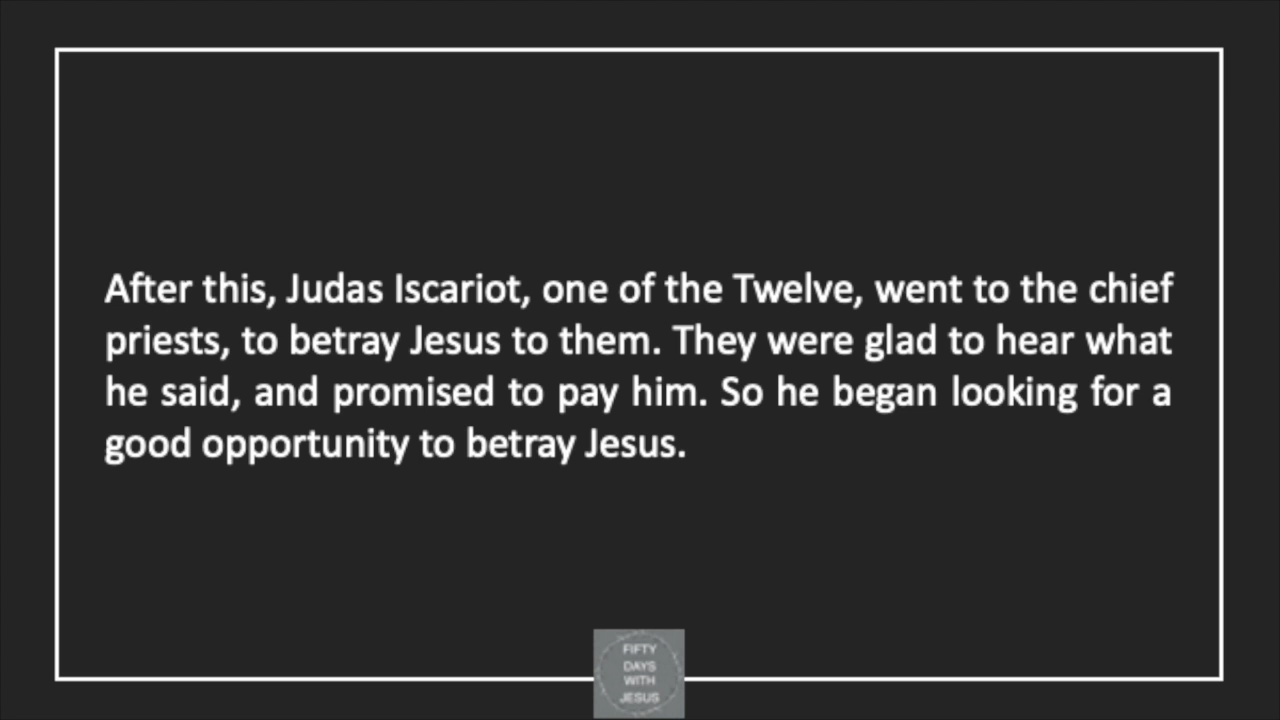 After this, Judas Iscariot, one of the Twelve, went to the chief
priests, to betray Jesus to them. They were glad to hear what
he said, and promised to pay him. So he began looking for a
good opportunity to betray Jesus.
FIFTY
DAYS
WITH
JESUS